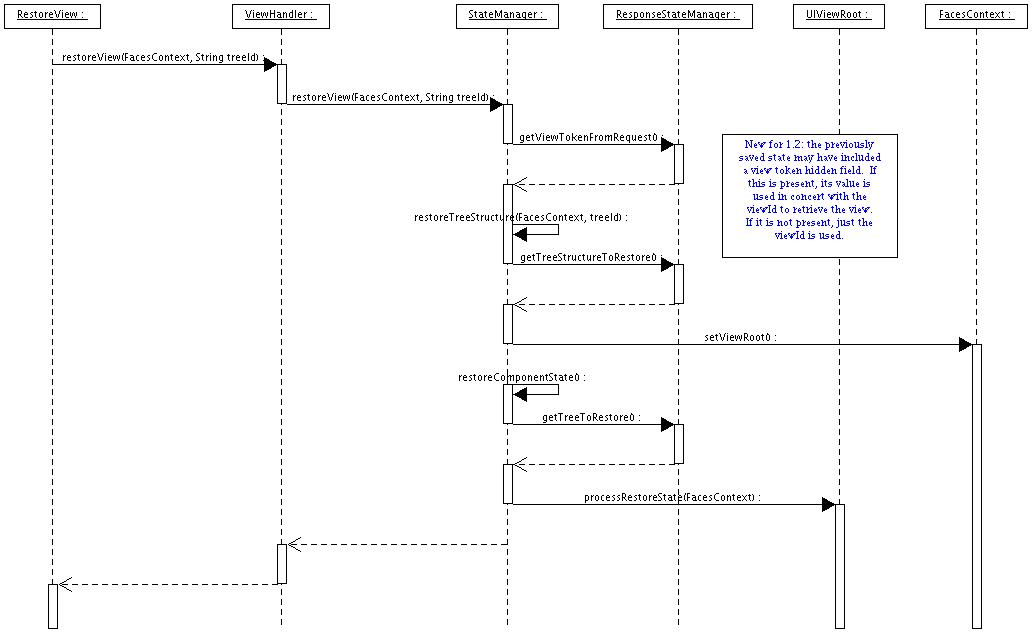 RestoreView :
ViewHandler :
StateManager :
ResponseStateManager :
UIViewRoot :
FacesContext :
restoreView(FacesContext, String treeId) :
restoreView(FacesContext, String treeId) :
getViewTokenFromRequest() :
New for 1.2: the previously
saved state may have included
a view token hidden field. If
this is present, its value is
used in concert with the
viewId to retrieve the view.
If it is not present, just the
viewId is used.
restoreTreeStructure(FacesContext, treeId) :
getTreeStructureToRestore() :
setViewRoot() :
restoreComponentState() :
getTreeToRestore() :
processRestoreState(FacesContext) :